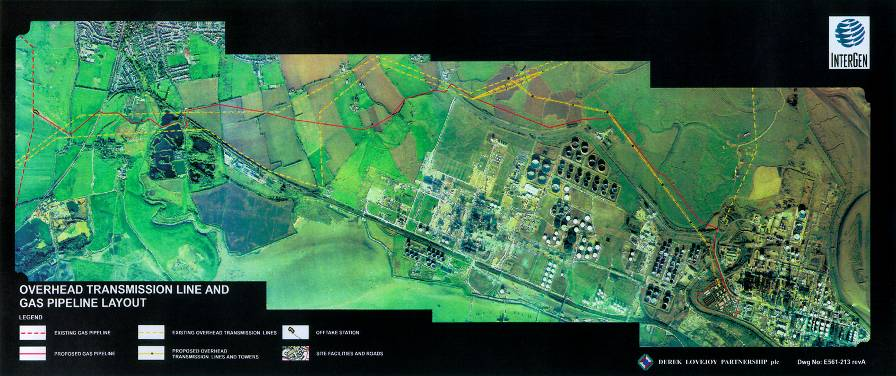 INTERGEN
OVERHEAD TRANSMISSION LINE AND
GAS PIPELINE LAYOUT
LEGEND
EXISTING GAS PIPELINE
EXISTING OVERHEAD TRANSMISSION LINES
OFFTAKE STATION
PROPOSED GAS PIPELINE
PROPOSED OVERHEAD
TRANSMISSION LINES AND TOWERS
SITE FACILITIES AND ROADS
DEREK LOVEJOY PARTNERSHIP plc
Dwg No: E561-213 revA